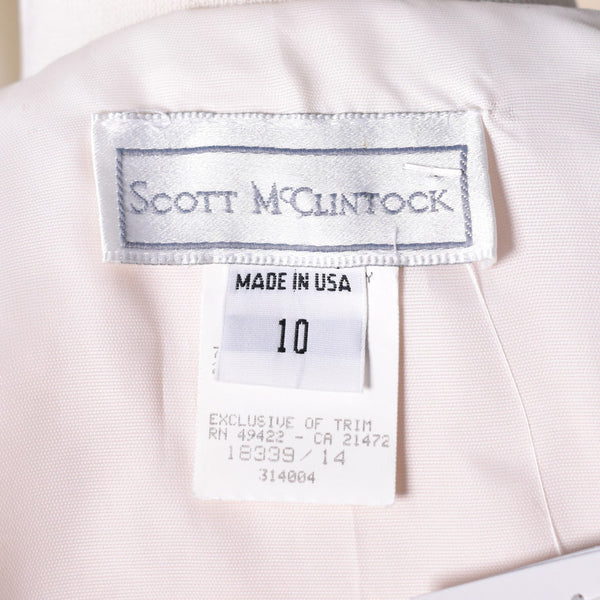 SCOTT McCLINTOCK
MADE IN USA
10
EXCLUSIVE OF TRIM
RN 49422 - CA 21472
18339/14
314004